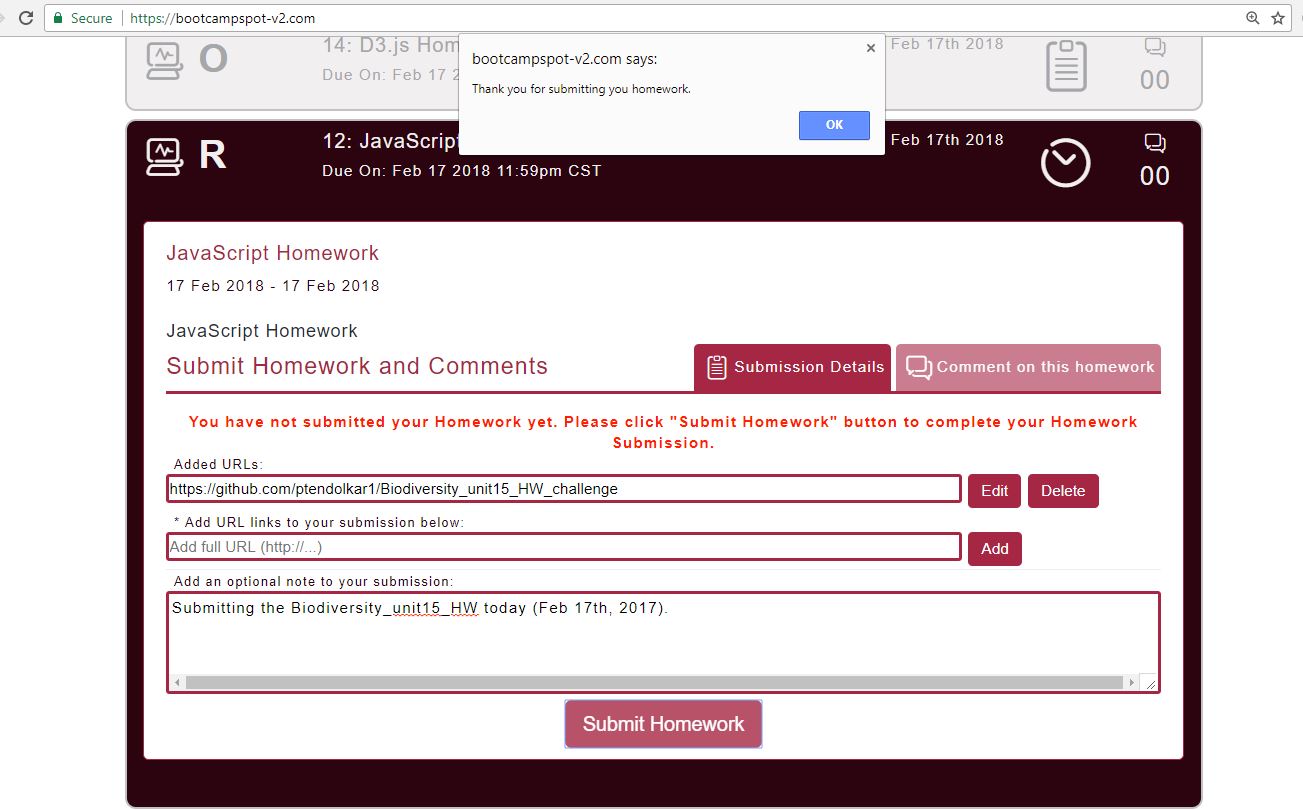 Secure https://bootcampspot-v2.com
O 14: D3.js Hom Feb 17th 2018
Due On: Feb 17 2 00
bootcampspot-v2.com says:
Thank you for submitting you homework.
OK
R 12: JavaScript Feb 17th 2018
Due On: Feb 17 2018 11:59pm CST 00
JavaScript Homework
17 Feb 2018 - 17 Feb 2018
JavaScript Homework
Submit Homework and Comments Submission Details Comment on this homework
You have not submitted your Homework yet. Please click "Submit Homework" button to complete your Homework
Submission.
Added URLs:
https://github.com/ptendolkar1/Biodiversity_unit15_HW_challenge Edit Delete
* Add URL links to your submission below:
Add full URL (http://...) Add
Add an optional note to your submission:
Submitting the Biodiversity_unit15_HW today (Feb 17th, 2017).
Submit Homework